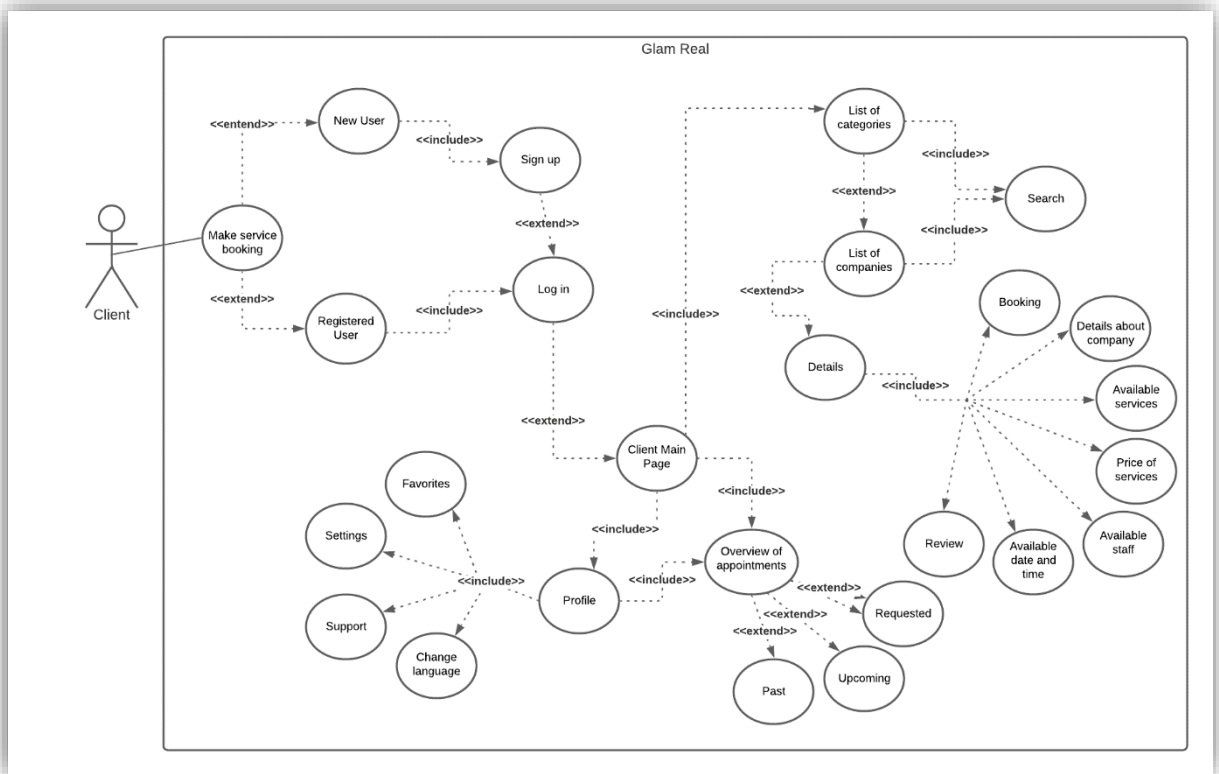 Glam Real
Client
Make service
booking
<<entend>>
New User
<<include>>
Sign up
<<extend>>
<<extend>>
Registered
User
<<include>>
Log in
<<extend>>
Client Main
Page
<<include>>
List of
categories
<<include>>
Search
<<extend>>
List of
companies
<<include>>
<<extend>>
Details
<<include>>
Booking
Details about
company
Available
services
Price of
services
Available
staff
Available
date and
time
Review
<<include>>
Overview of
appointments
<<include>>
Profile
<<include>>
<<include>>
Favorites
Settings
Support
Change
language
<<extend>>
Requested
<<extend>>
Upcoming
<<extend>>
Past